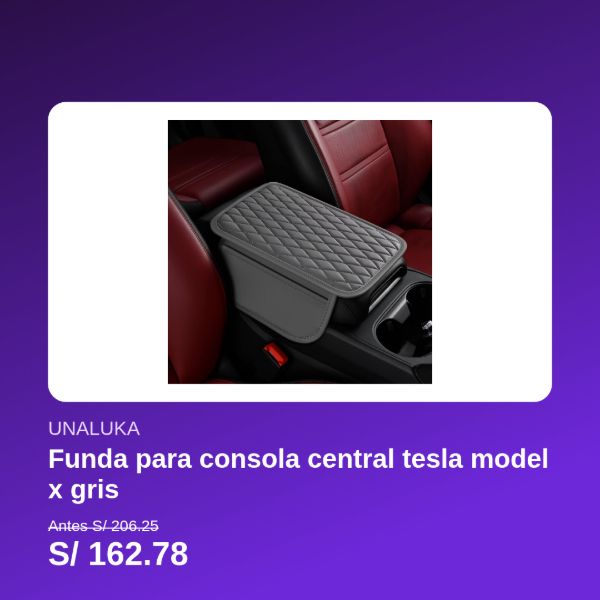 UNALUKA
Funda para consola central tesla model
x gris
Antes S/ 206.25
S/ 162.78